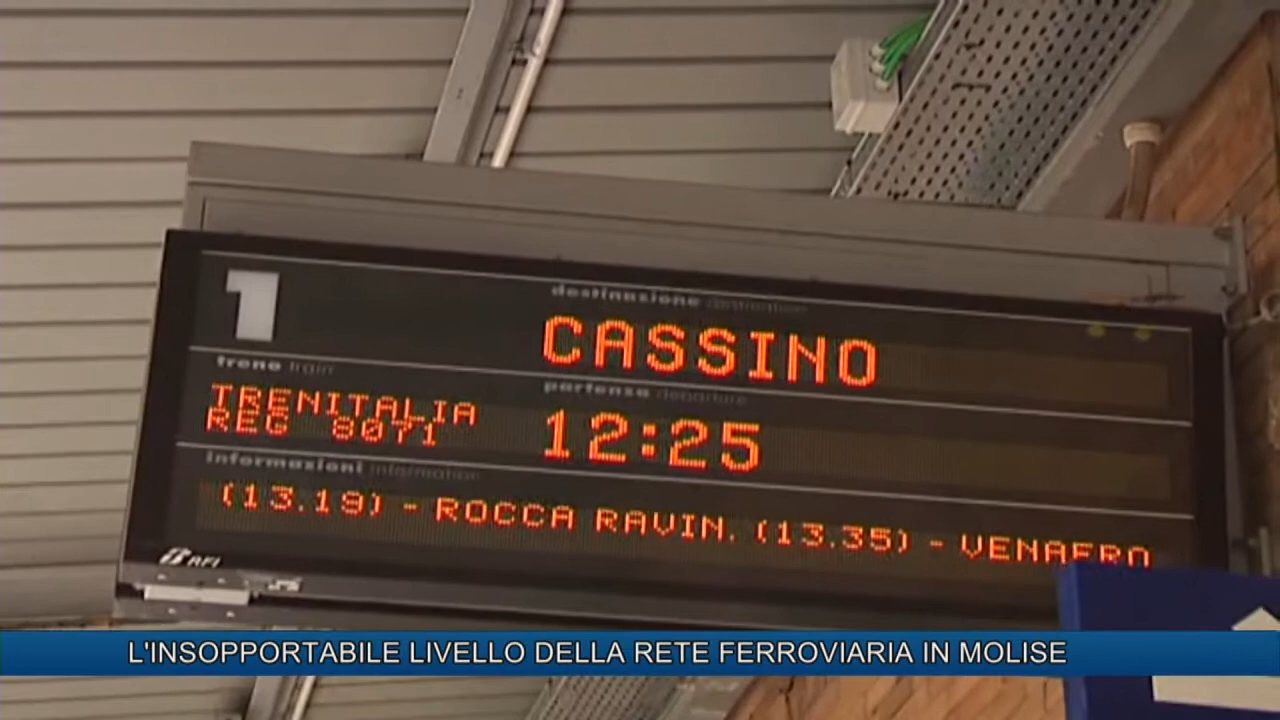 1
destinazione destination
CASSINO
treno train
partenza departure
TRENITALIA
REG 8071
12:25
informazioni information
(13.19) - ROCCA RAVIN. (13.35) - VENAFRO
RFI
L'INSOPPORTABILE LIVELLO DELLA RETE FERROVIARIA IN MOLISE